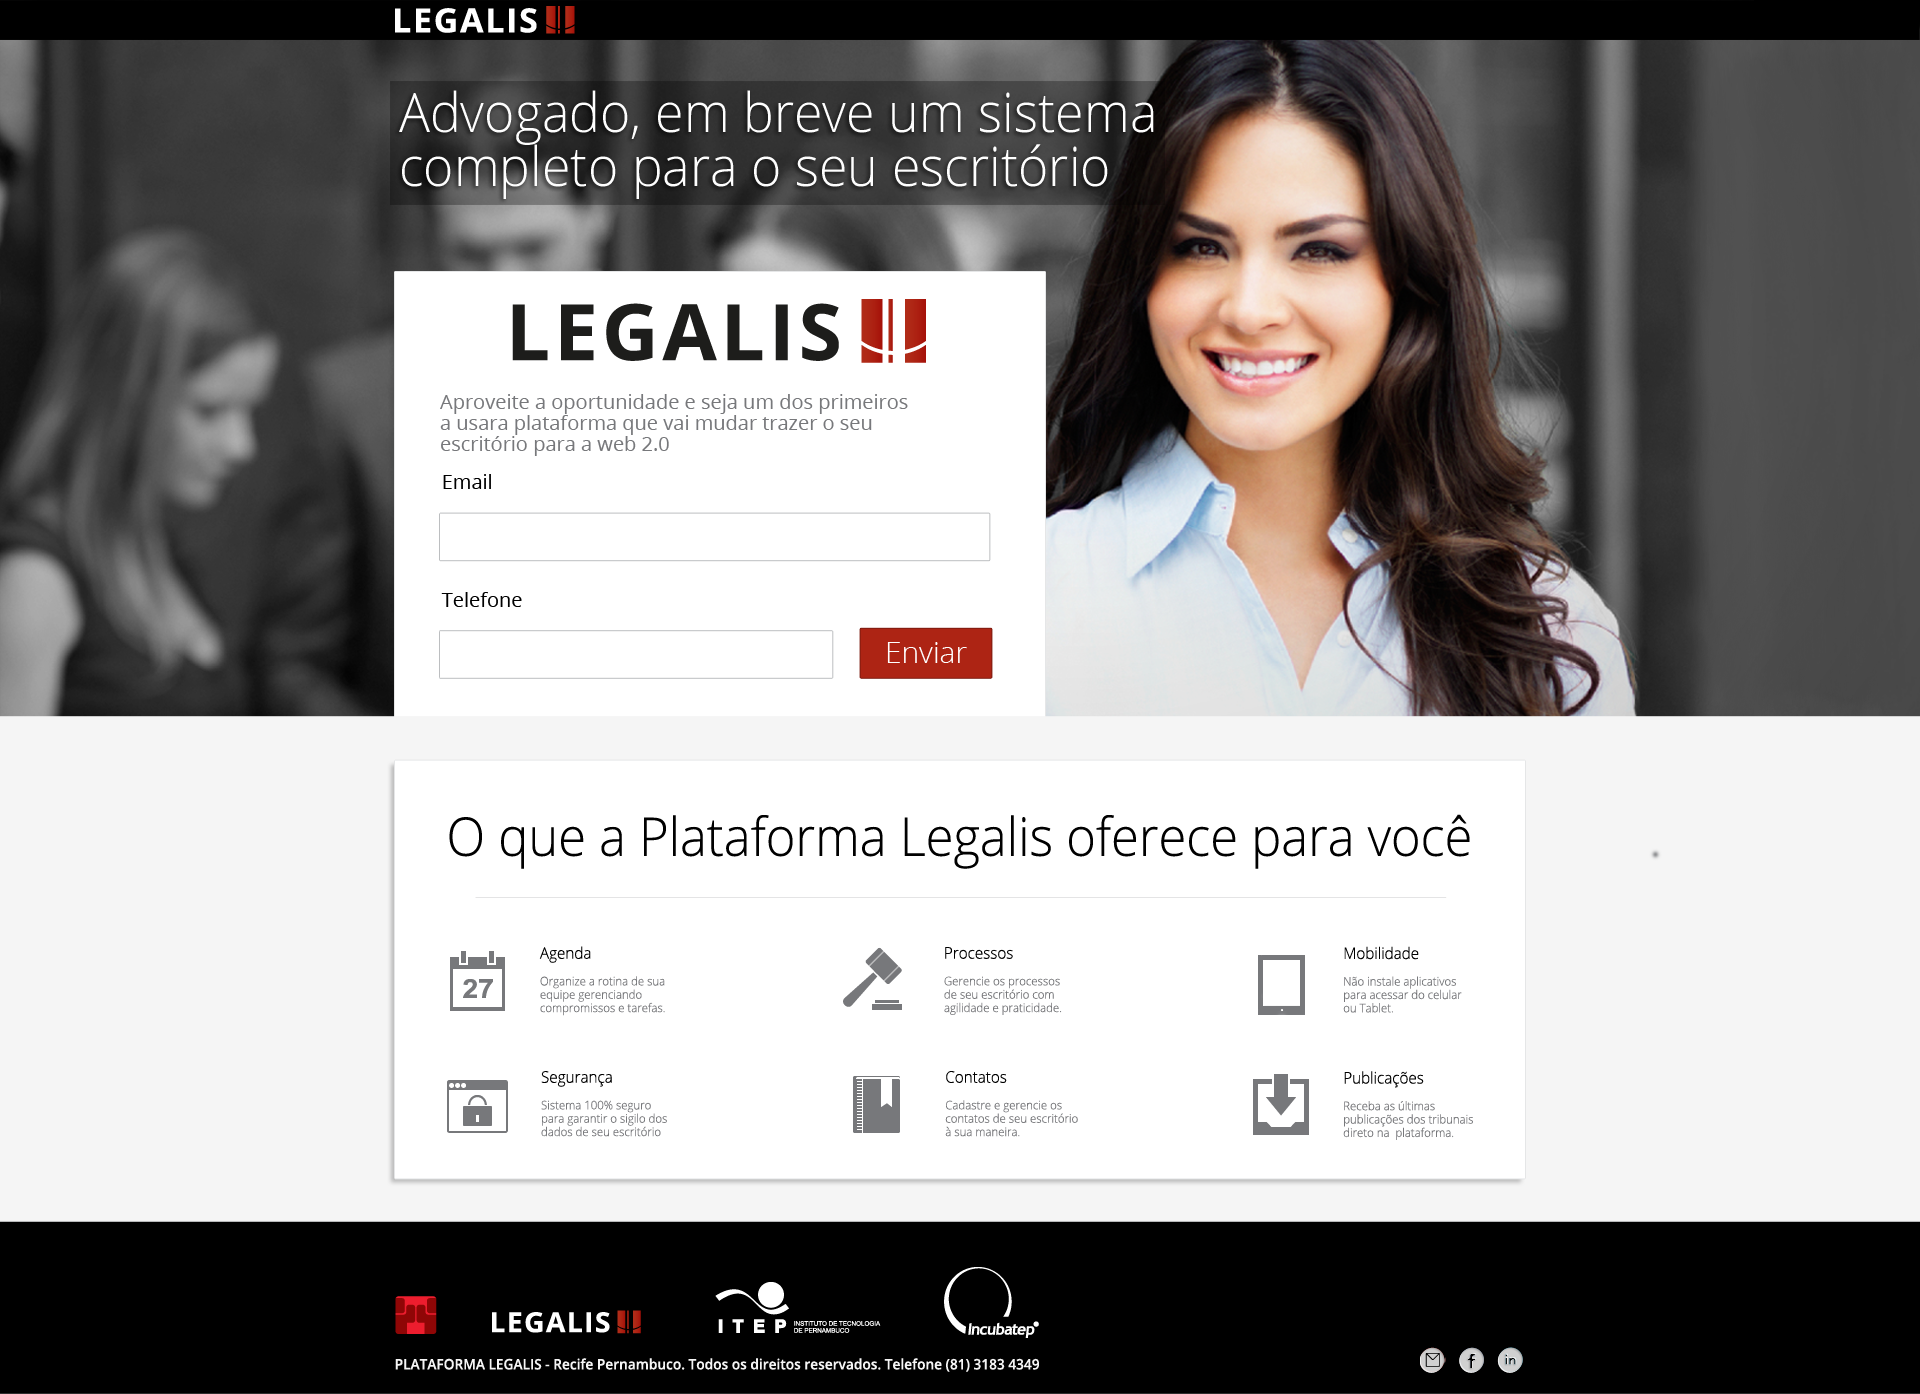 LEGALIS
Advogado, em breve um sistema
completo para o seu escritório
LEGALIS
Aproveite a oportunidade e seja um dos primeiros
a usara plataforma que vai mudar trazer o seu
escritório para a web 2.0
Email
Telefone
Enviar
O que a Plataforma Legalis oferece para você
27
Agenda
Organize a rotina de sua
equipe gerenciando
compromissos e tarefas.
Processos
Gerencie os processos
de seu escritório com
agilidade e praticidade.
Mobilidade
Não instale aplicativos
para acessar do celular
ou Tablet.
Segurança
Sistema 100% seguro
para garantir o sigilo dos
dados de seu escritório
Contatos
Cadastre e gerencie os
contatos de seu escritório
à sua maneira.
Publicações
Receba as últimas
publicações dos tribunais
direto na plataforma.
LEGALIS
ITEP
INSTITUTO DE TECNOLOGIA
DE PERNAMBUCO
Incubatep
PLATAFORMA LEGALIS - Recife Pernambuco. Todos os direitos reservados. Telefone (81) 3183 4349
f
in